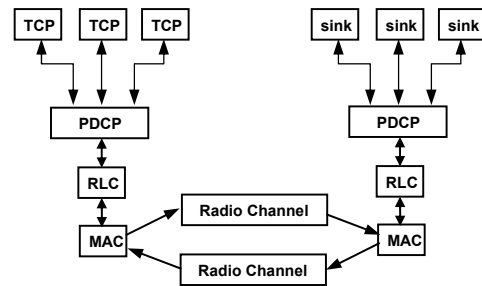 TCP TCP TCP sink sink sink
PDCP PDCP
RLC RLC
Radio Channel
MAC MAC
Radio Channel